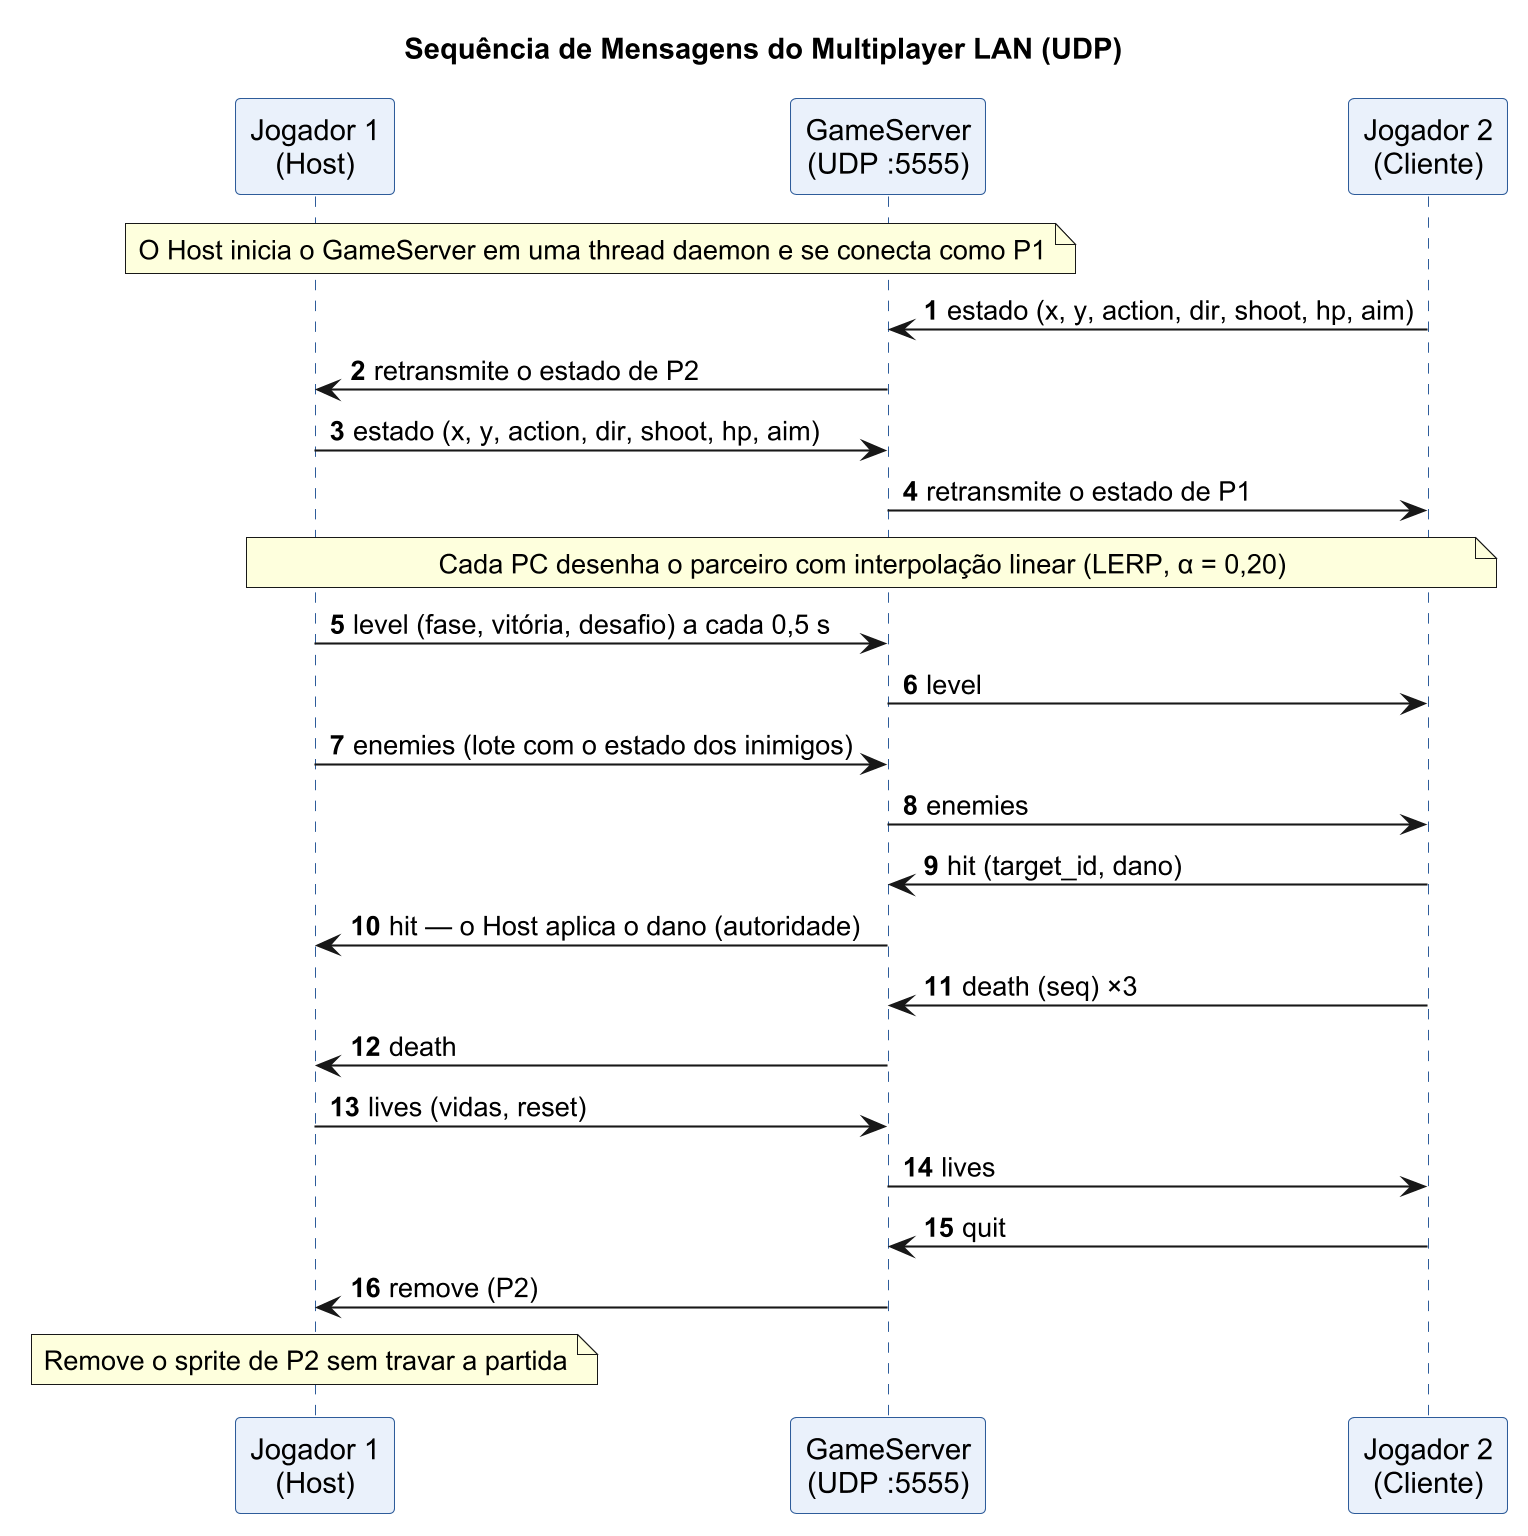 Sequência de Mensagens do Multiplayer LAN (UDP)
Jogador 1
(Host)
GameServer
(UDP :5555)
Jogador 2
(Cliente)
O Host inicia o GameServer em uma thread daemon e se conecta como P1
1 estado (x, y, action, dir, shoot, hp, aim)
2 retransmite o estado de P2
3 estado (x, y, action, dir, shoot, hp, aim)
4 retransmite o estado de P1
Cada PC desenha o parceiro com interpolação linear (LERP, α = 0,20)
5 level (fase, vitória, desafio) a cada 0,5 s
6 level
7 enemies (lote com o estado dos inimigos)
8 enemies
9 hit (target_id, dano)
10 hit — o Host aplica o dano (autoridade)
11 death (seq) ×3
12 death
13 lives (vidas, reset)
14 lives
15 quit
16 remove (P2)
Remove o sprite de P2 sem travar a partida
Jogador 1
(Host)
GameServer
(UDP :5555)
Jogador 2
(Cliente)